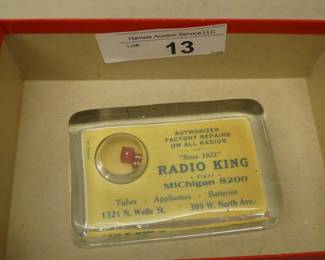 Hamele Auction Service LLC
Lot#:
13
AUTHORIZED
FACTORY REPAIRS
ON ALL RADIOS
"Since 1922"
RADIO KING
Call
MIChigan 8200
Tubes - Appliances - Batteries
1321 N. Wells St. 309 W. North Ave.